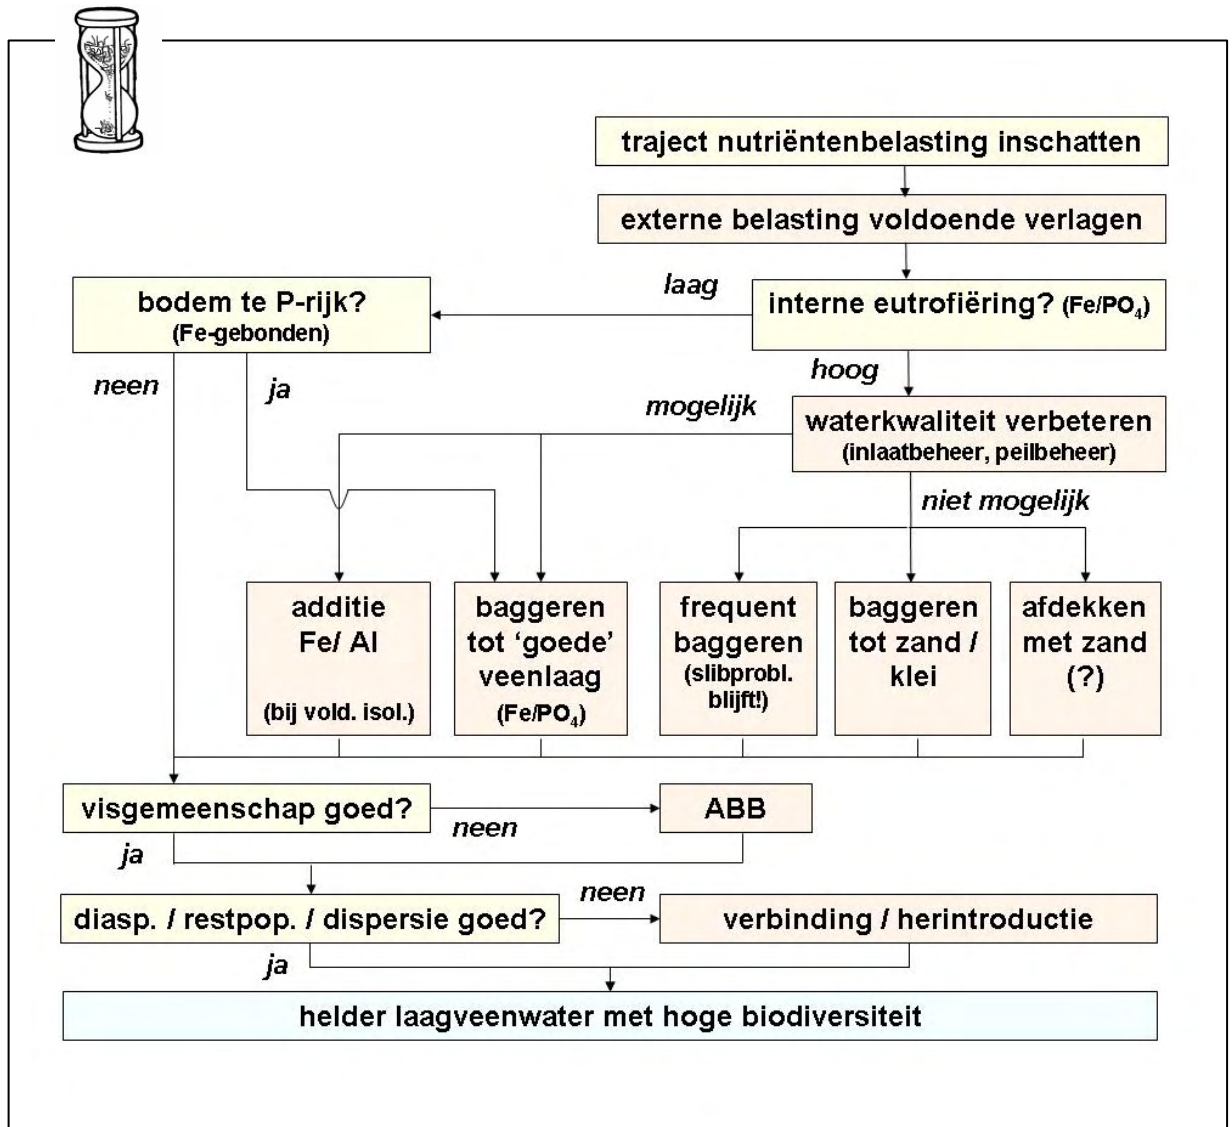 traject nutriëntenbelasting inschatten
externe belasting voldoende verlagen
laag
interne eutrofiëring? (Fe/PO₄)
bodem te P-rijk?
(Fe-gebonden)
neen
ja
hoog
mogelijk
waterkwaliteit verbeteren
(inlaatbeheer, peilbeheer)
niet mogelijk
additie
Fe/ Al
(bij vold. isol.)
baggeren
tot ‘goede’
veenlaag
(Fe/PO₄)
frequent
baggeren
(slibprobl.
blijft!)
baggeren
tot zand /
klei
afdekken
met zand
(?)
visgemeenschap goed?
neen
ABB
ja
diasp. / restpop. / dispersie goed?
neen
verbinding / herintroductie
ja
helder laagveenwater met hoge biodiversiteit